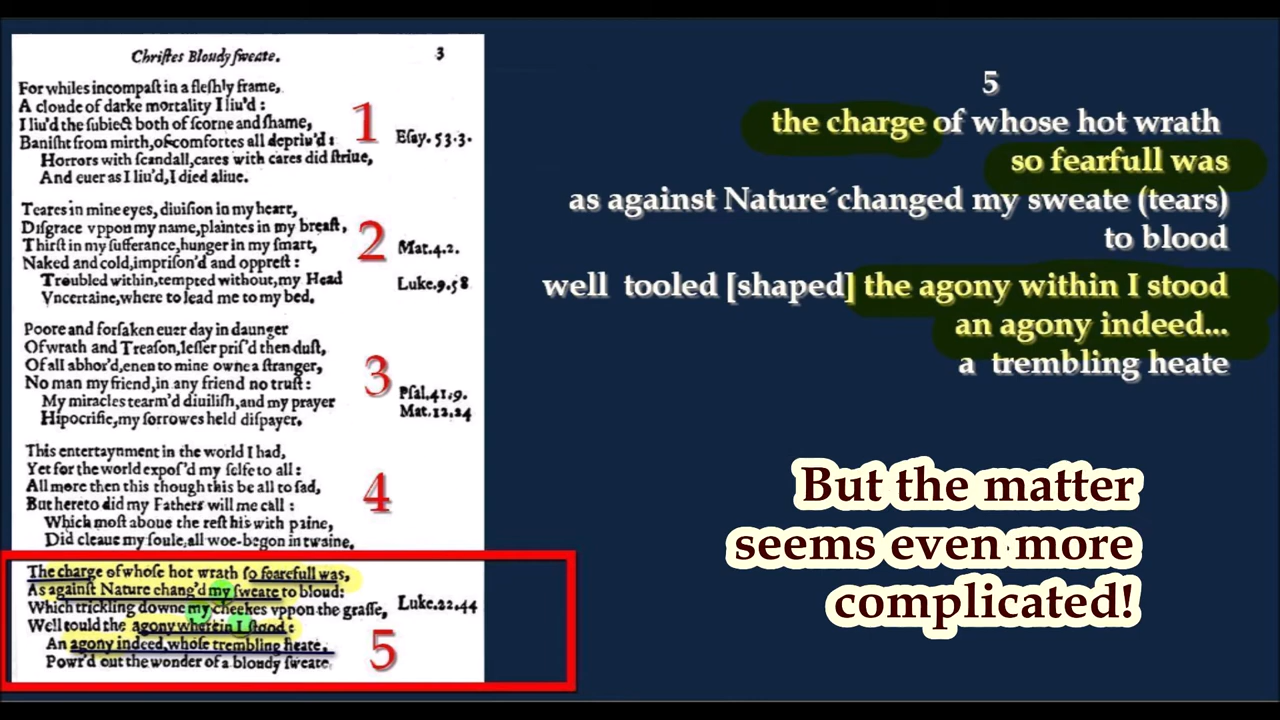 Chriſtes Bloudy ſweate. 3
For whiles incompaſt in a fleſhly frame,
A cloude of darke mortality I liu'd :
I liu'd the ſubiect both of ſcorne and ſhame,
Baniſht from mirth, of comfortes all depriu'd :
Horrors with ſcandall, cares with cares did ſtriue,
And euer as I liu'd, I died aliue.
1
Eſay. 53.3.
Teares in mine eyes, diuiſion in my heart,
Diſgrace vppon my name, plaintes in my breaſt,
Thirſt in my ſufferance, hunger in my ſmart,
Naked and cold, impriſon'd and oppreſt :
Troubled within, tempted without, my Head
Vncertaine, where to lead me to my bed.
2
Mat. 4.2.
Luke. 9.58
Poore and forſaken euer day in daunger
Of wrath and Treaſon, leſſer priſ'd then duſt,
Of all abhor'd, euen to mine owne a ſtranger,
No man my friend, in any friend no truſt :
My miracles tearm'd diuiliſh, and my prayer
Hipocriſie, my ſorrowes held diſpayer.
3
Pſal. 41.9.
Mat. 12.24
This entertaynment in the world I had,
Yet for the world expoſ'd my ſelfe to all :
All more then this though this be all to ſad,
But hereto did my Fathers will me call :
Which moſt aboue the reſt his with paine,
Did cleaue my ſoule, all woe-begon in twaine.
4
The charge of whoſe hot wrath ſo fearefull was,
As againſt Nature chang'd my ſweate to bloud :
Which trickling downe my cheekes vppon the graſſe,
Well tould the agony wherein I ſtood :
An agony indeed, whoſe trembling heate,
Powr'd out the wonder of a bloudy ſweate.
5
Luke. 22.44
5
the charge of whose hot wrath
so fearfull was
as against Nature´changed my sweate (tears)
to blood
well tooled [shaped] the agony within I stood
an agony indeed...
a trembling heate
But the matter
seems even more
complicated!